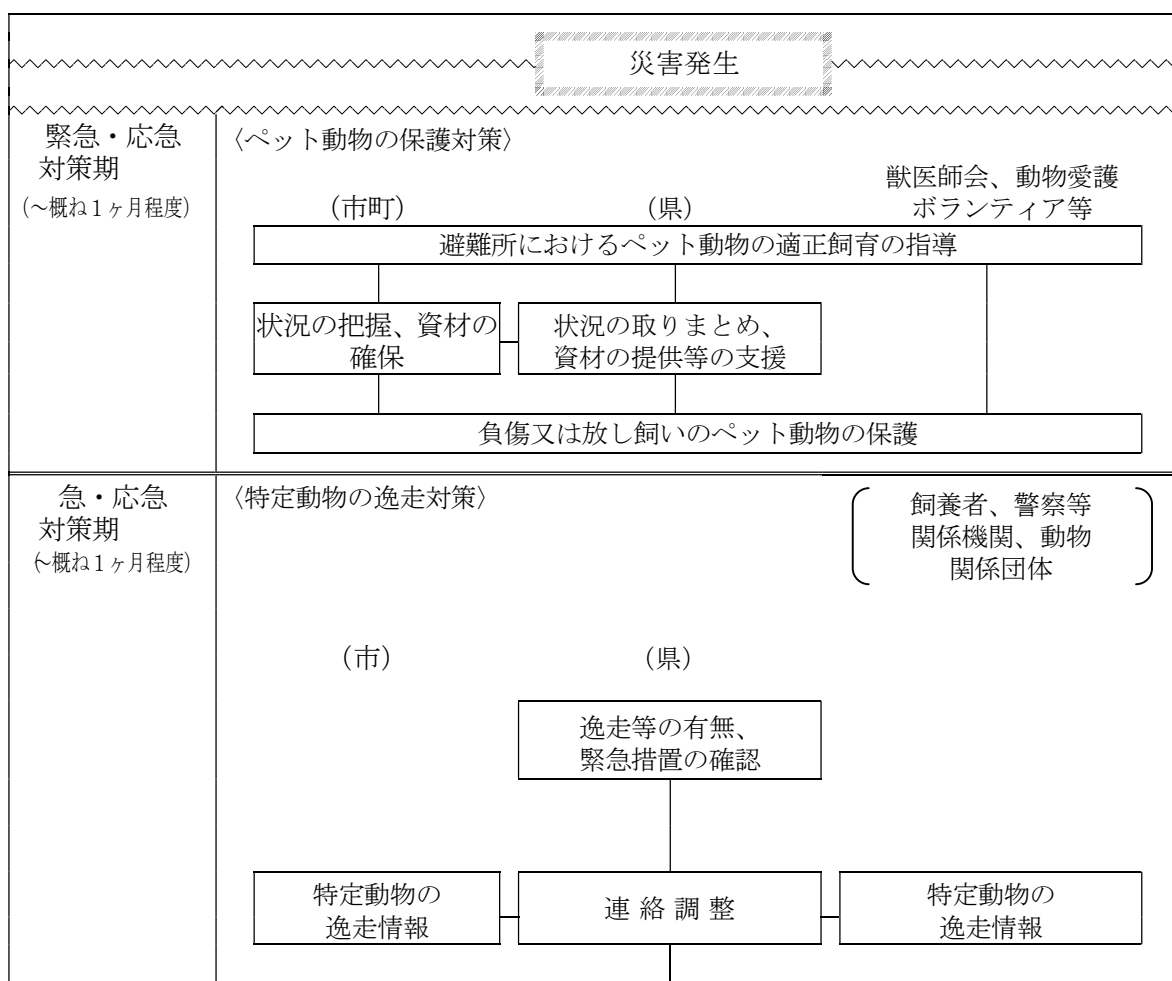 災害発生
緊急・応急
対策期
(～概ね１ヶ月程度)
〈ペット動物の保護対策〉
獣医師会、動物愛護
ボランティア等
(市町)
(県)
避難所におけるペット動物の適正飼育の指導
状況の把握、資材の
確保
状況の取りまとめ、
資材の提供等の支援
負傷又は放し飼いのペット動物の保護
急・応急
対策期
(～概ね１ヶ月程度)
〈特定動物の逸走対策〉
飼養者、警察等
関係機関、動物
関係団体
(市)
(県)
逸走等の有無、
緊急措置の確認
特定動物の
逸走情報
連 絡 調 整
特定動物の
逸走情報